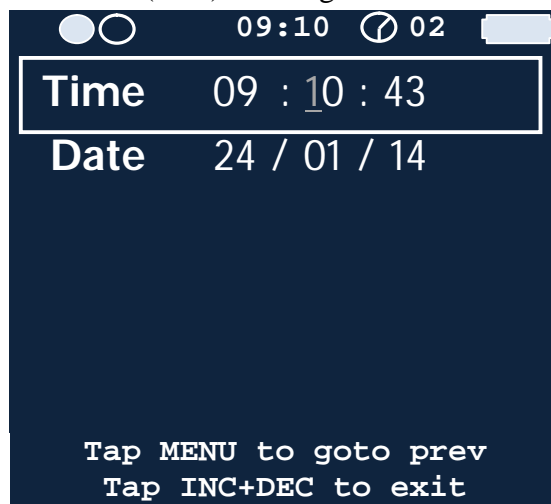 09:10 02
Time 09 : 10 : 43
Date 24 / 01 / 14
Tap MENU to goto prev
Tap INC+DEC to exit